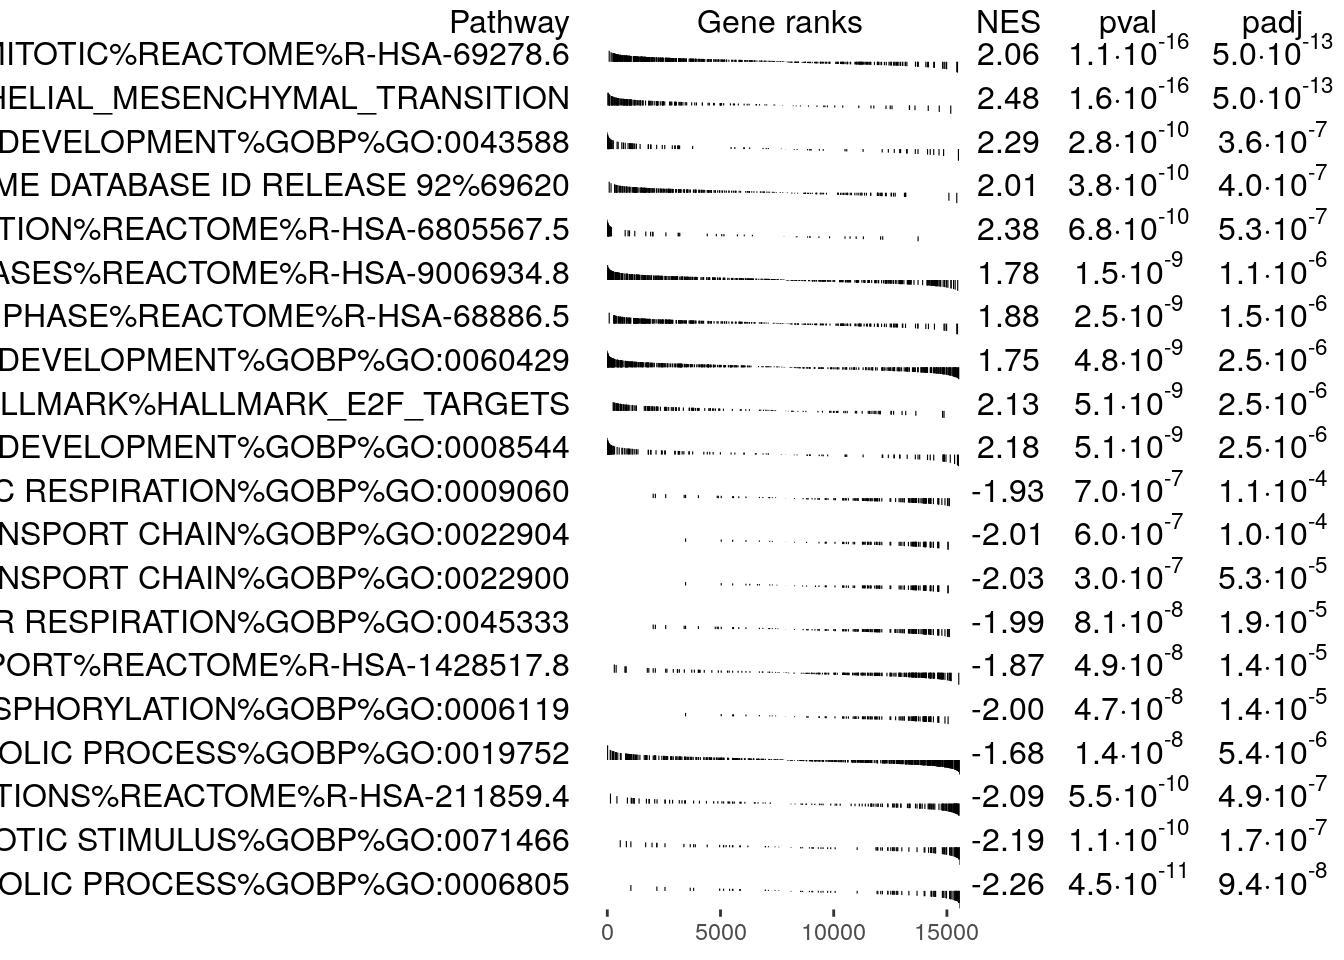 Pathway Gene ranks NES pval padj
MITOTIC%REACTOME%R-HSA-69278.6 2.06 1.1·10^-16 5.0·10^-13
HELIAL_MESENCHYMAL_TRANSITION 2.48 1.6·10^-16 5.0·10^-13
DEVELOPMENT%GOBP%GO:0043588 2.29 2.8·10^-10 3.6·10^-7
ME DATABASE ID RELEASE 92%69620 2.01 3.8·10^-10 4.0·10^-7
TION%REACTOME%R-HSA-6805567.5 2.38 6.8·10^-10 5.3·10^-7
ASES%REACTOME%R-HSA-9006934.8 1.78 1.5·10^-9 1.1·10^-6
PHASE%REACTOME%R-HSA-68886.5 1.88 2.5·10^-9 1.5·10^-6
DEVELOPMENT%GOBP%GO:0060429 1.75 4.8·10^-9 2.5·10^-6
LLMARK%HALLMARK_E2F_TARGETS 2.13 5.1·10^-9 2.5·10^-6
DEVELOPMENT%GOBP%GO:0008544 2.18 5.1·10^-9 2.5·10^-6
C RESPIRATION%GOBP%GO:0009060 -1.93 7.0·10^-7 1.1·10^-4
NSPORT CHAIN%GOBP%GO:0022904 -2.01 6.0·10^-7 1.0·10^-4
NSPORT CHAIN%GOBP%GO:0022900 -2.03 3.0·10^-7 5.3·10^-5
R RESPIRATION%GOBP%GO:0045333 -1.99 8.1·10^-8 1.9·10^-5
PORT%REACTOME%R-HSA-1428517.8 -1.87 4.9·10^-8 1.4·10^-5
SPHORYLATION%GOBP%GO:0006119 -2.00 4.7·10^-8 1.4·10^-5
OLIC PROCESS%GOBP%GO:0019752 -1.68 1.4·10^-8 5.4·10^-6
TIONS%REACTOME%R-HSA-211859.4 -2.09 5.5·10^-10 4.9·10^-7
OTIC STIMULUS%GOBP%GO:0071466 -2.19 1.1·10^-10 1.7·10^-7
OLIC PROCESS%GOBP%GO:0006805 -2.26 4.5·10^-11 9.4·10^-8
0 5000 10000 15000